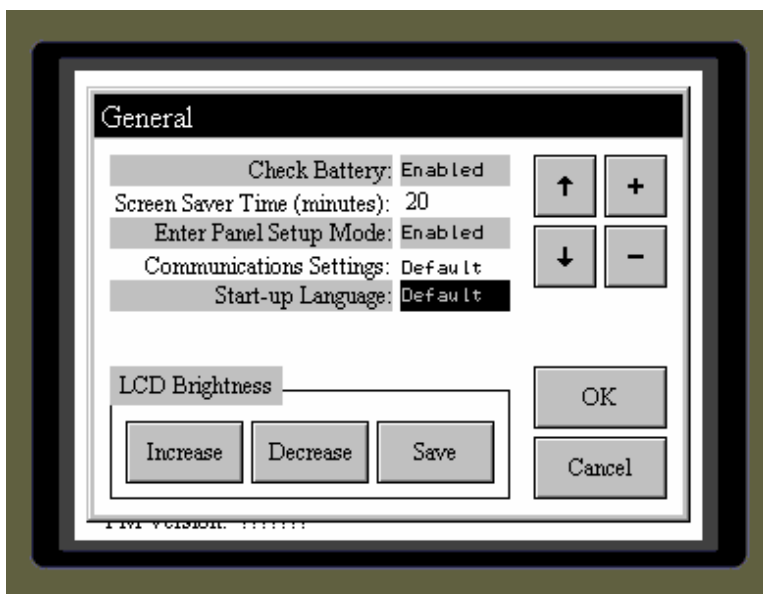 General
Check Battery: Enabled
Screen Saver Time (minutes): 20
Enter Panel Setup Mode: Enabled
Communications Settings: Default
Start-up Language: Default
↑ +
↓ −
LCD Brightness
Increase Decrease Save
OK
Cancel